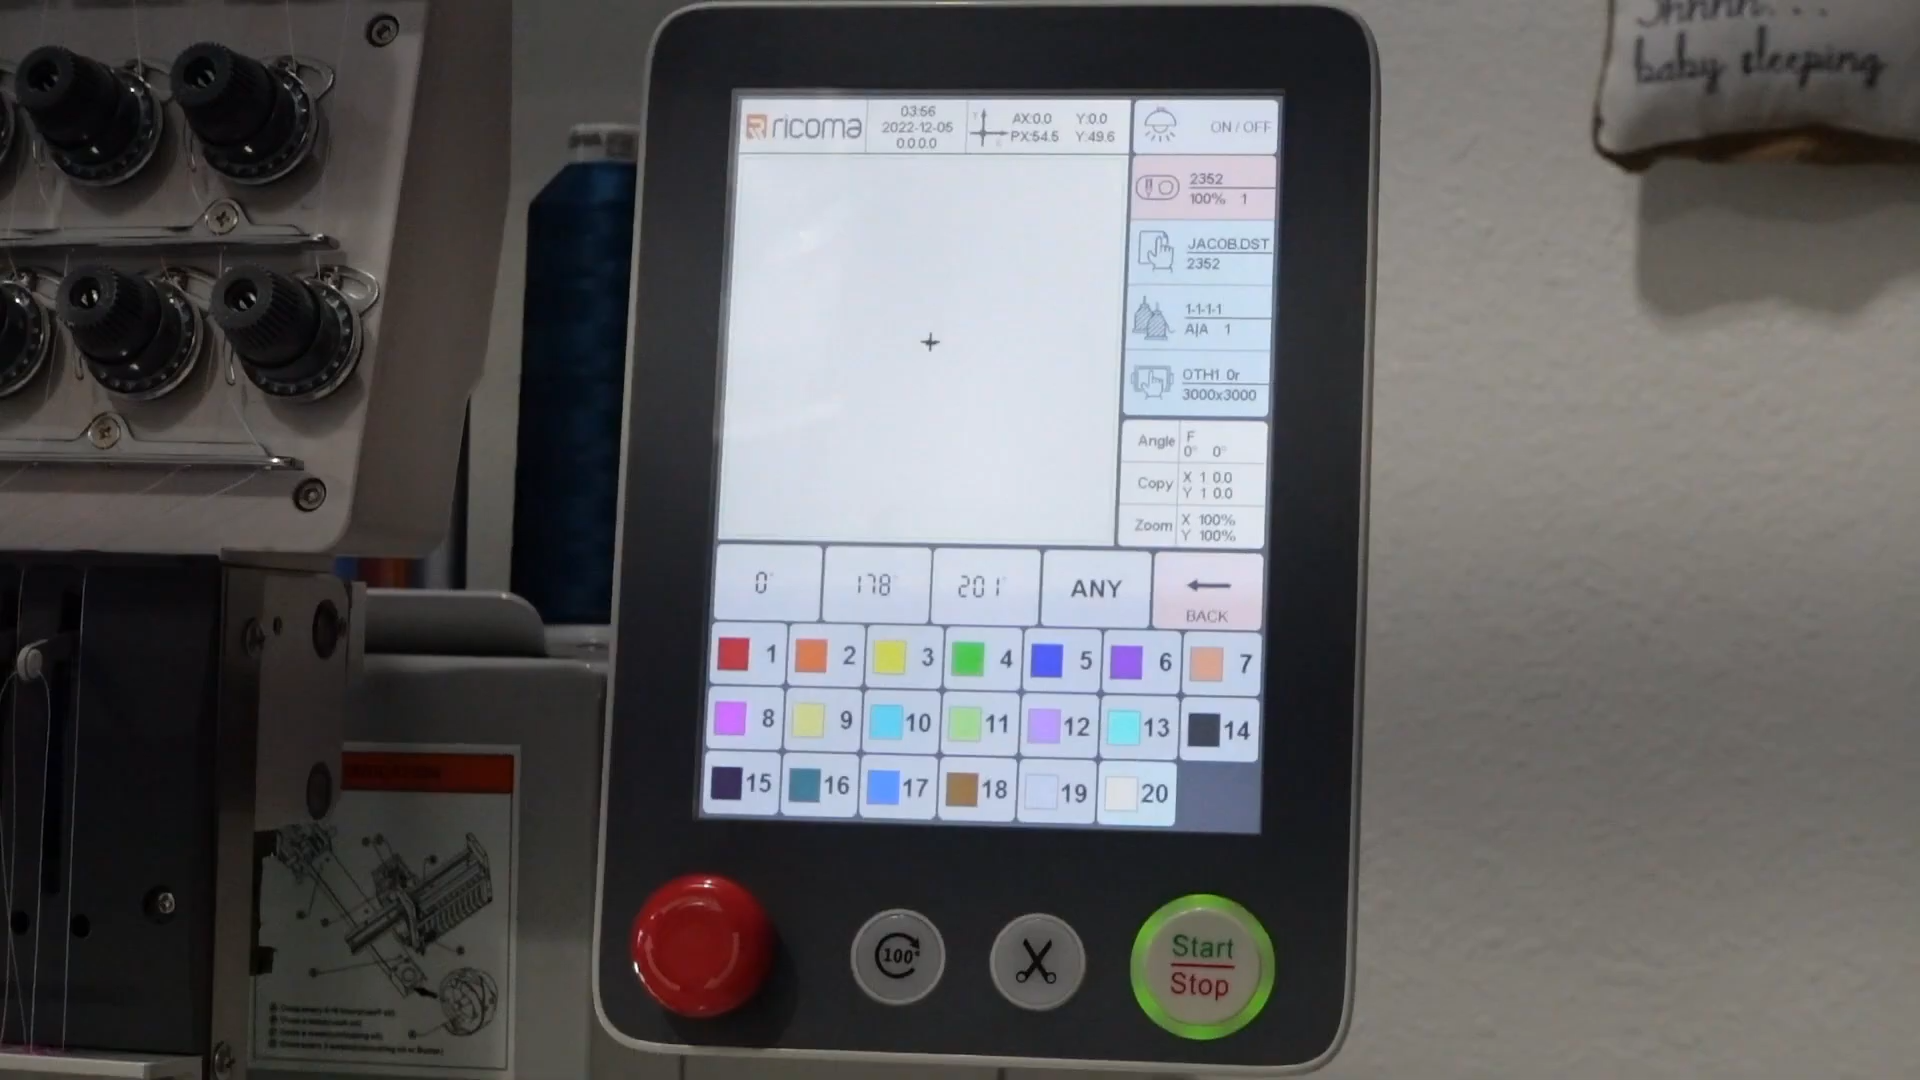 Shhhh...
baby sleeping
ricoma
03:56
2022-12-05
0.0.0.0
Y
X
AX:0.0 Y:0.0
PX:54.5 Y:49.6
ON / OFF
2352
100% 1
JACOB.DST
2352
1-1-1-1
A|A 1
OTH1 0r
3000x3000
Angle F
0° 0°
Copy X 1 0.0
Y 1 0.0
Zoom X 100%
Y 100%
0° 178° 201° ANY BACK
1 2 3 4 5 6 7
8 9 10 11 12 13 14
15 16 17 18 19 20
100°
Start
Stop